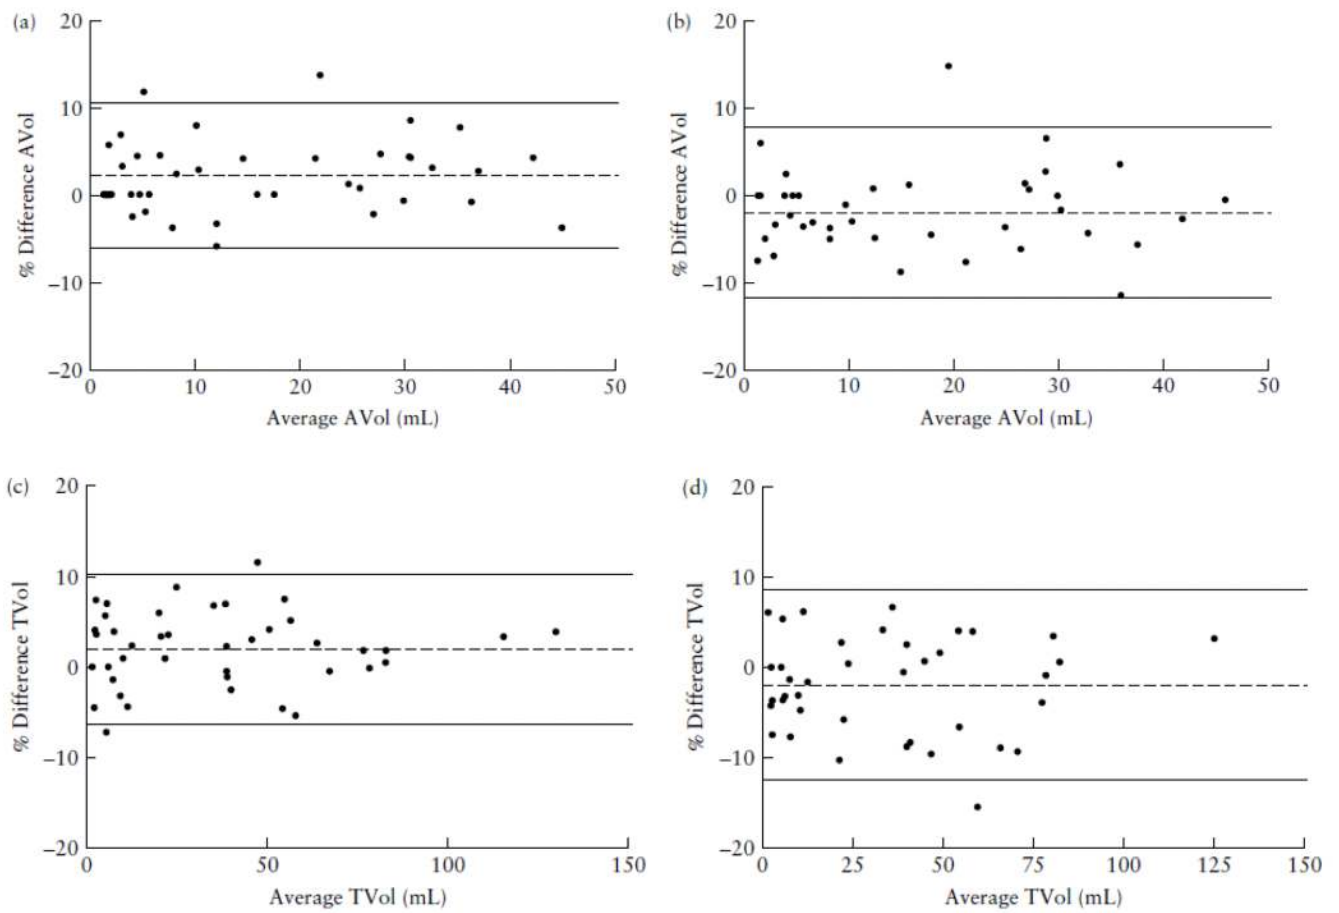 (a)
20
10
0
−10
−20
% Difference AVol
0 10 20 30 40 50
Average AVol (mL)
(b)
20
10
0
−10
−20
% Difference AVol
0 10 20 30 40 50
Average AVol (mL)
(c)
20
10
0
−10
−20
% Difference TVol
0 50 100 150
Average TVol (mL)
(d)
20
10
0
−10
−20
% Difference TVol
0 25 50 75 100 125 150
Average TVol (mL)